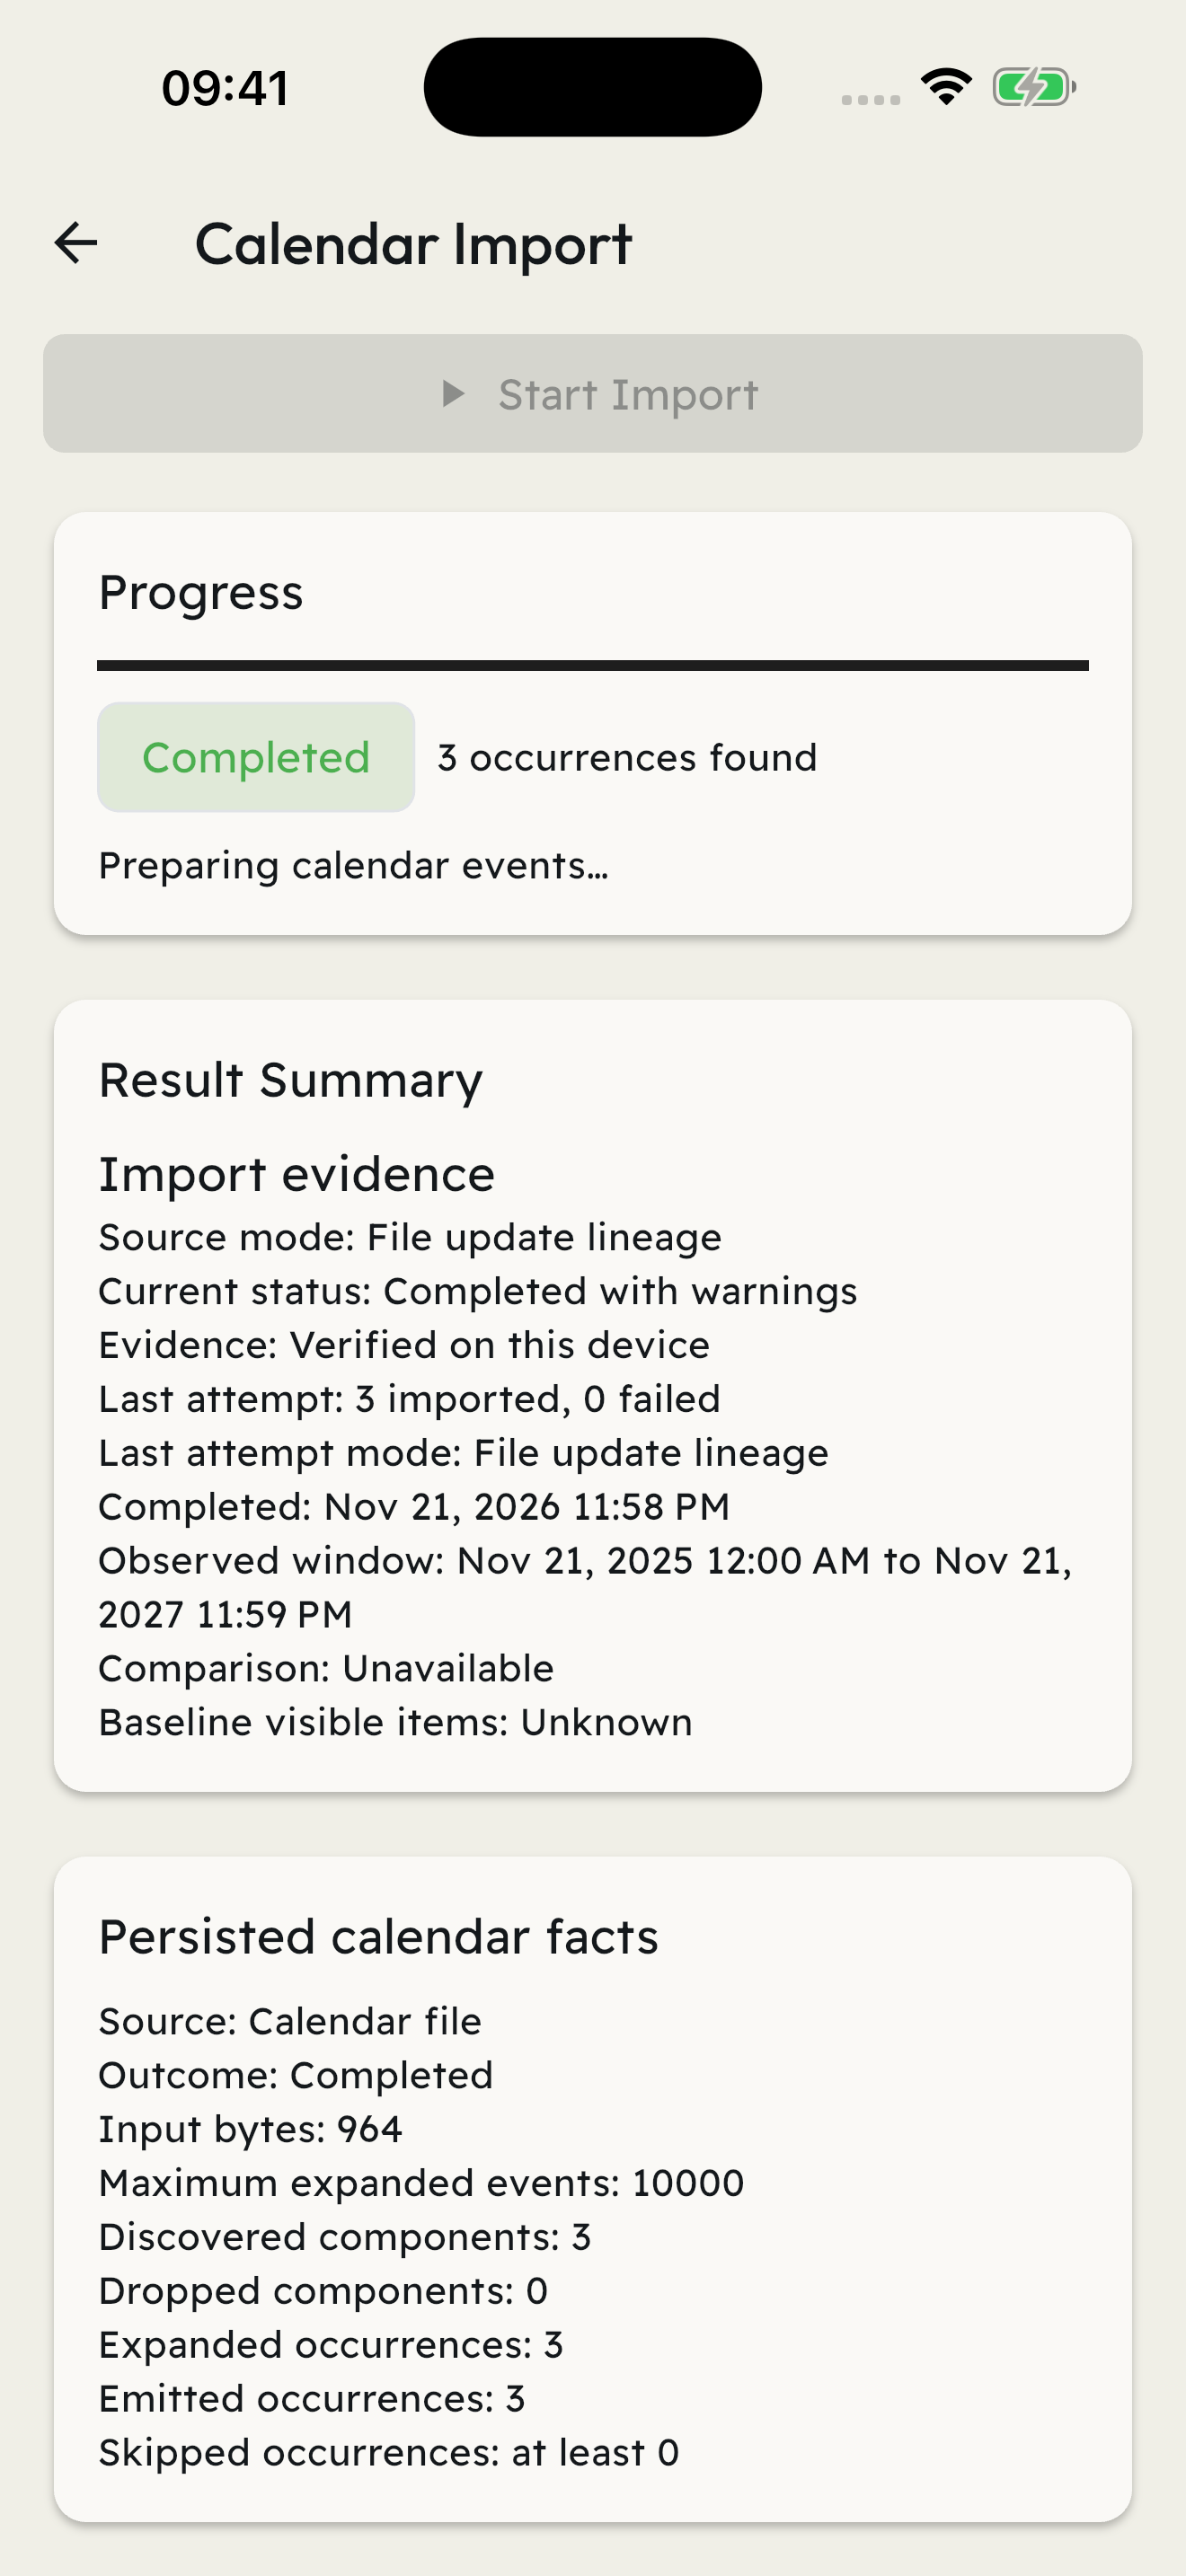 09:41
Calendar Import
Start Import
Progress
Completed
3 occurrences found
Preparing calendar events...
Result Summary
Import evidence
Source mode: File update lineage
Current status: Completed with warnings
Evidence: Verified on this device
Last attempt: 3 imported, 0 failed
Last attempt mode: File update lineage
Completed: Nov 21, 2026 11:58 PM
Observed window: Nov 21, 2025 12:00 AM to Nov 21,
2027 11:59 PM
Comparison: Unavailable
Baseline visible items: Unknown
Persisted calendar facts
Source: Calendar file
Outcome: Completed
Input bytes: 964
Maximum expanded events: 10000
Discovered components: 3
Dropped components: 0
Expanded occurrences: 3
Emitted occurrences: 3
Skipped occurrences: at least 0